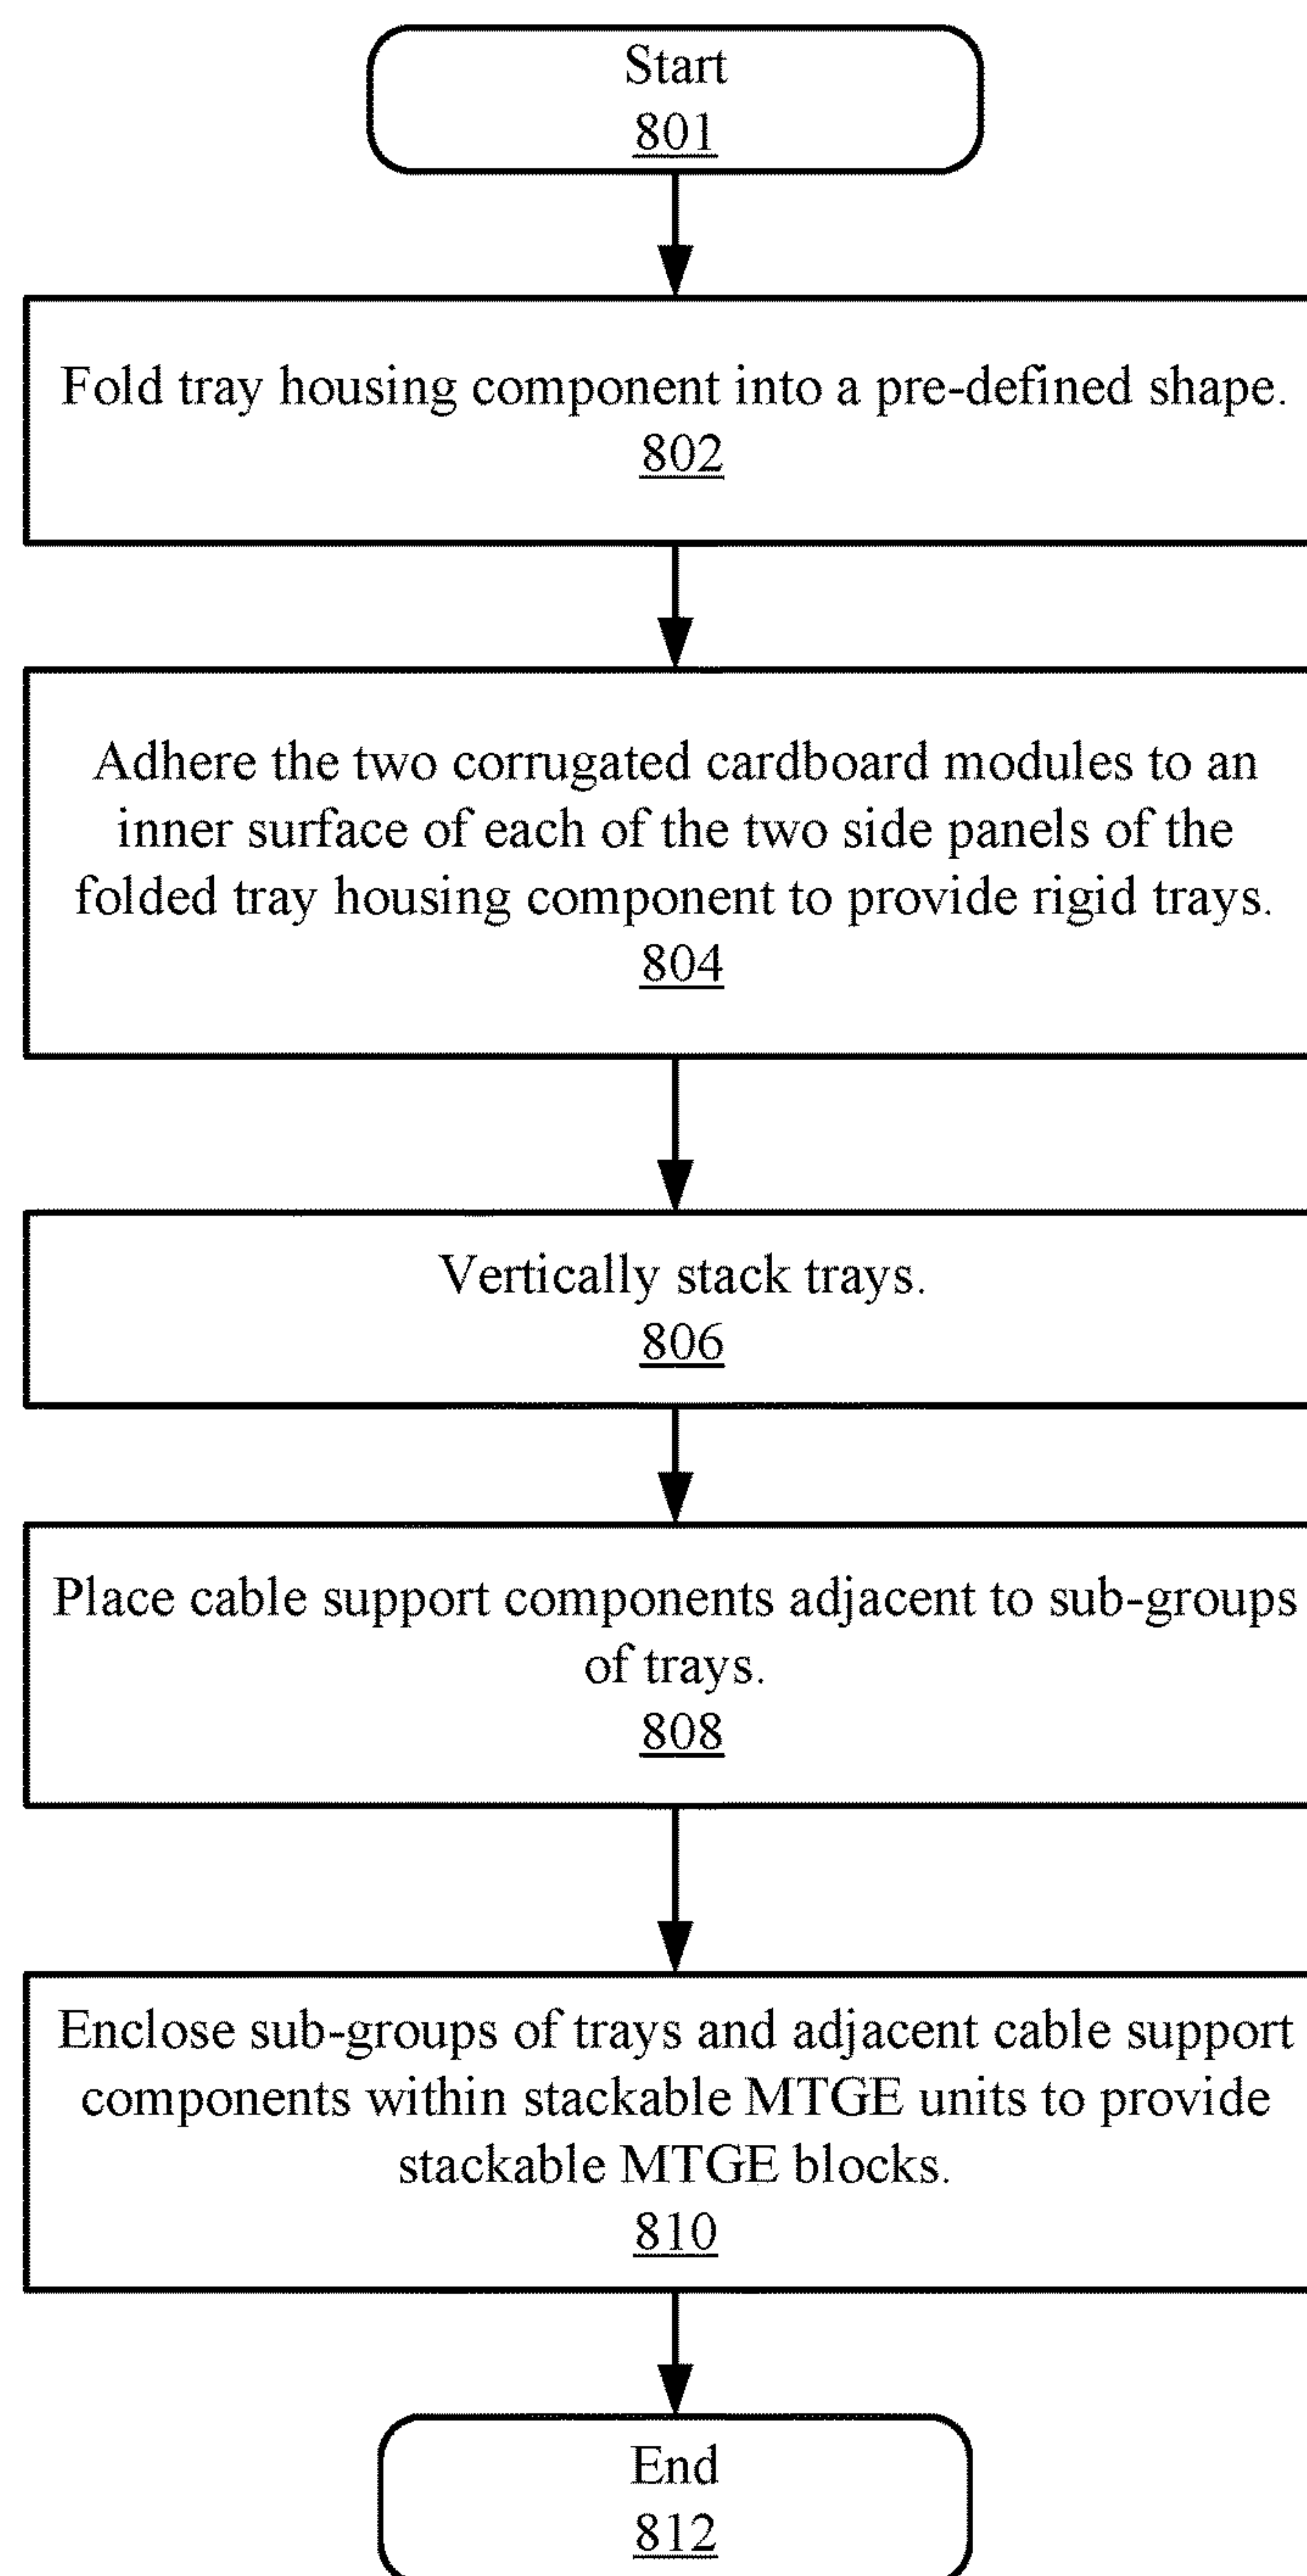 Start
801
Fold tray housing component into a pre-defined shape.
802
Adhere the two corrugated cardboard modules to an
inner surface of each of the two side panels of the
folded tray housing component to provide rigid trays.
804
Vertically stack trays.
806
Place cable support components adjacent to sub-groups
of trays.
808
Enclose sub-groups of trays and adjacent cable support
components within stackable MTGE units to provide
stackable MTGE blocks.
810
End
812